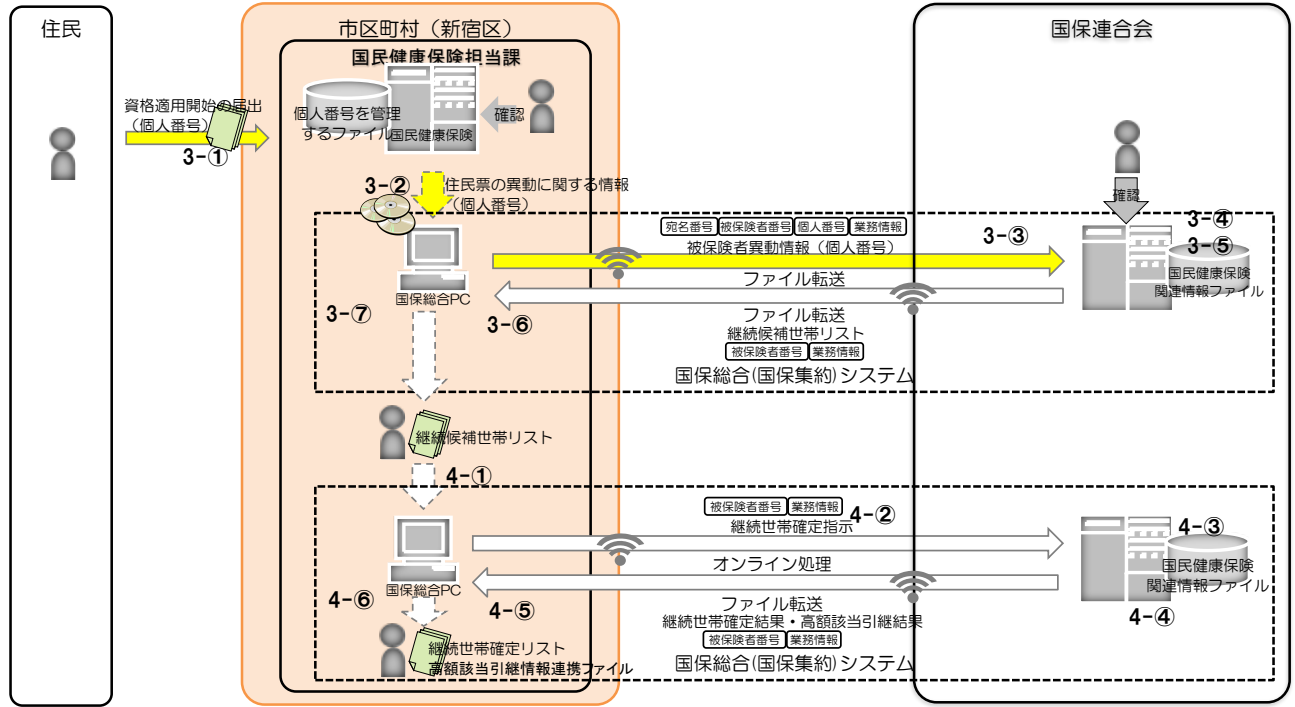 住民
市区町村（新宿区）
国保連合会
国民健康保険担当課
資格適用開始の届出
（個人番号）
3-①
個人番号を管理
するファイル
国民健康保険
確認
3-②
住民票の異動に関する情報
（個人番号）
確認
宛名番号 被保険者番号 個人番号 業務情報
被保険者異動情報（個人番号）
3-③
3-④
3-⑤
国民健康保険
関連情報ファイル
ファイル転送
国保総合PC
3-⑦
3-⑥
ファイル転送
継続候補世帯リスト
被保険者番号 業務情報
国保総合(国保集約)システム
継続候補世帯リスト
4-①
被保険者番号 業務情報
4-②
継続世帯確定指示
4-③
国民健康保険
関連情報ファイル
オンライン処理
国保総合PC
4-⑥
4-⑤
4-④
ファイル転送
継続世帯確定結果・高額該当引継結果
被保険者番号 業務情報
国保総合(国保集約)システム
継続世帯確定リスト
高額該当引継情報連携ファイル